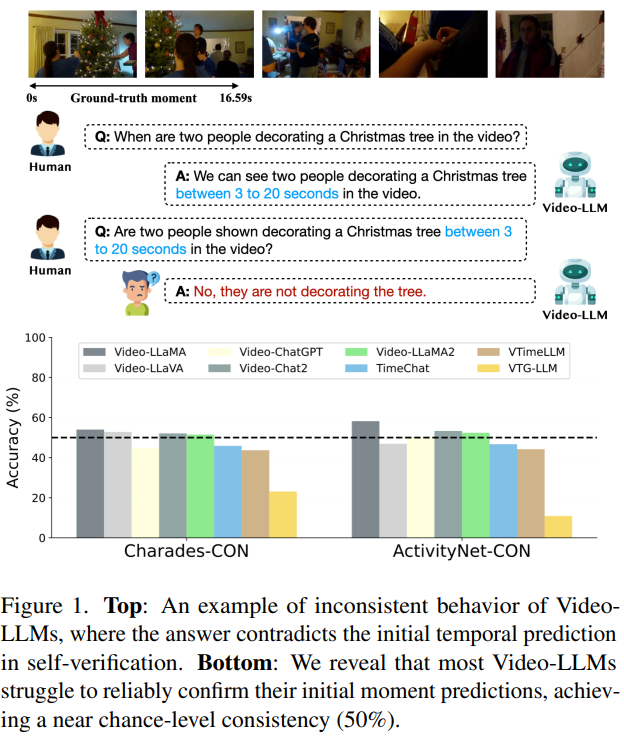 0s Ground-truth moment 16.59s
Human
Q: When are two people decorating a Christmas tree in the video?
A: We can see two people decorating a Christmas tree
between 3 to 20 seconds in the video.
Video-LLM
Human
Q: Are two people shown decorating a Christmas tree between 3
to 20 seconds in the video?
?
A: No, they are not decorating the tree.
Video-LLM
Accuracy (%)
100
80
60
40
20
0
Video-LLaMA Video-ChatGPT Video-LLaMA2 VTimeLLM
Video-LLaVA Video-Chat2 TimeChat VTG-LLM
Charades-CON ActivityNet-CON
Figure 1. Top: An example of inconsistent behavior of Video-
LLMs, where the answer contradicts the initial temporal prediction
in self-verification. Bottom: We reveal that most Video-LLMs
struggle to reliably confirm their initial moment predictions, achiev-
ing a near chance-level consistency (50%).